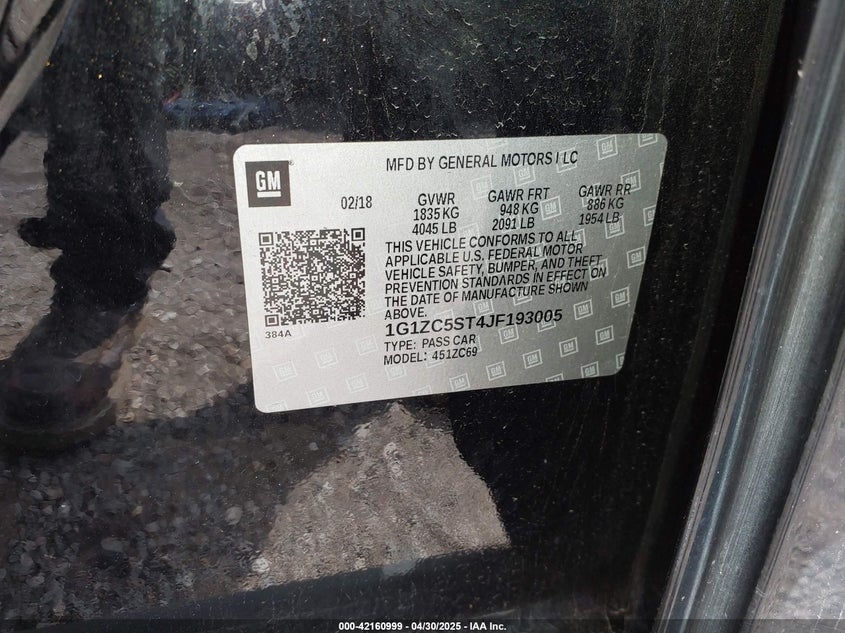 GM
MFD BY GENERAL MOTORS LLC
02/18
GVWR
1835 KG
4045 LB
GAWR FRT
948 KG
2091 LB
GAWR RR
886 KG
1954 LB
THIS VEHICLE CONFORMS TO ALL
APPLICABLE U.S. FEDERAL MOTOR
VEHICLE SAFETY, BUMPER, AND THEFT
PREVENTION STANDARDS IN EFFECT ON
THE DATE OF MANUFACTURE SHOWN
ABOVE.
384A
1G1ZC5ST4JF193005
TYPE: PASS CAR
MODEL: 451ZC69
000-42160999 — 04/30/2025 - IAA Inc.